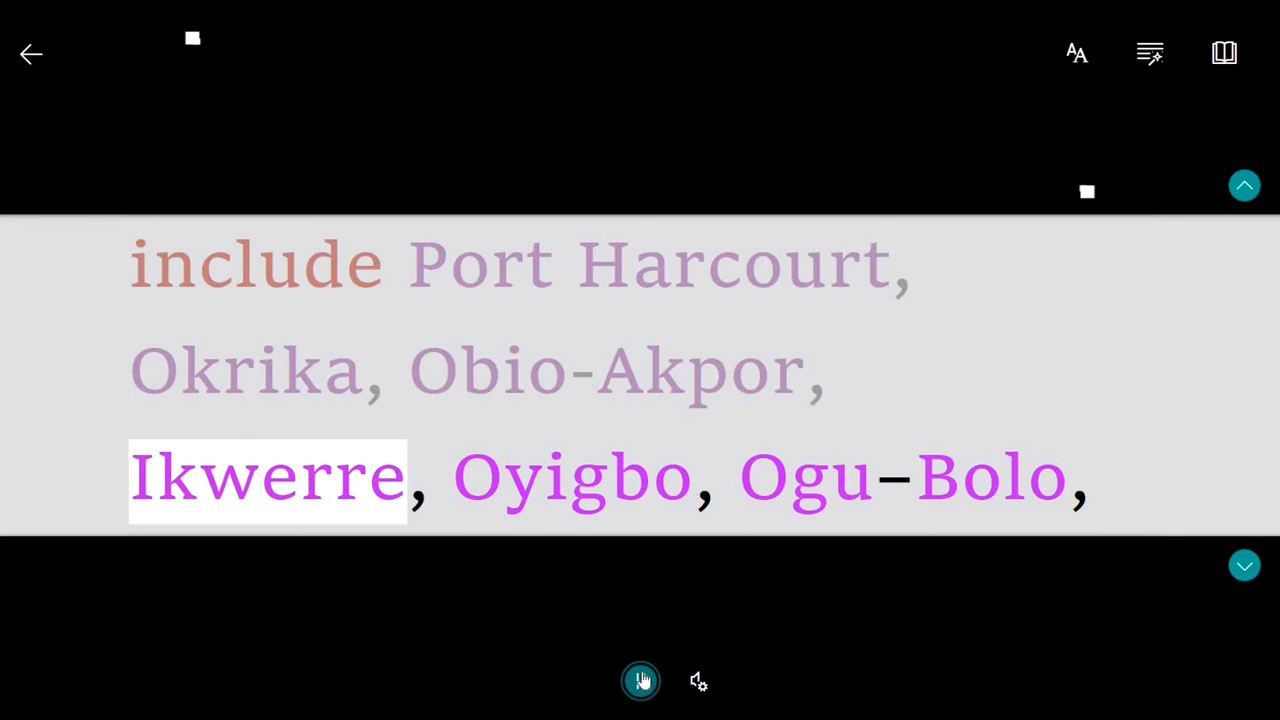 include Port Harcourt,
Okrika, Obio-Akpor,
Ikwerre, Oyigbo, Ogu–Bolo,